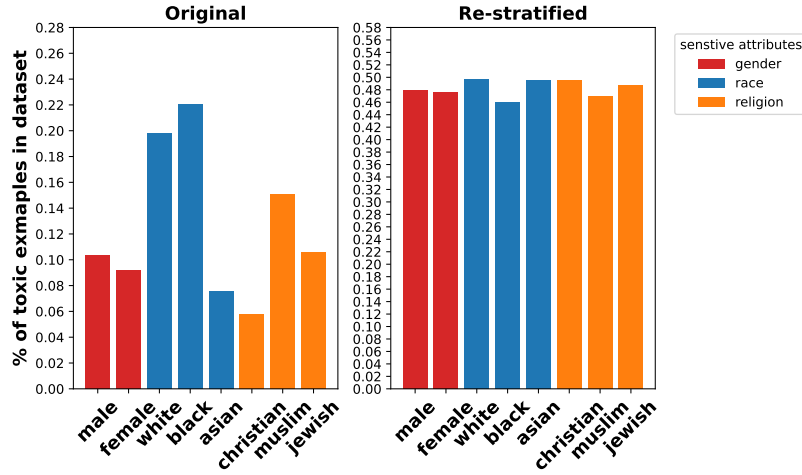 Original
% of toxic exmaples in dataset
0.28
0.26
0.24
0.22
0.20
0.18
0.16
0.14
0.12
0.10
0.08
0.06
0.04
0.02
0.00
male
female
white
black
asian
christian
muslim
jewish
Re-stratified
0.58
0.56
0.54
0.52
0.50
0.48
0.46
0.44
0.42
0.40
0.38
0.36
0.34
0.32
0.30
0.28
0.26
0.24
0.22
0.20
0.18
0.16
0.14
0.12
0.10
0.08
0.06
0.04
0.02
0.00
male
female
white
black
asian
christian
muslim
jewish
senstive attributes
gender
race
religion